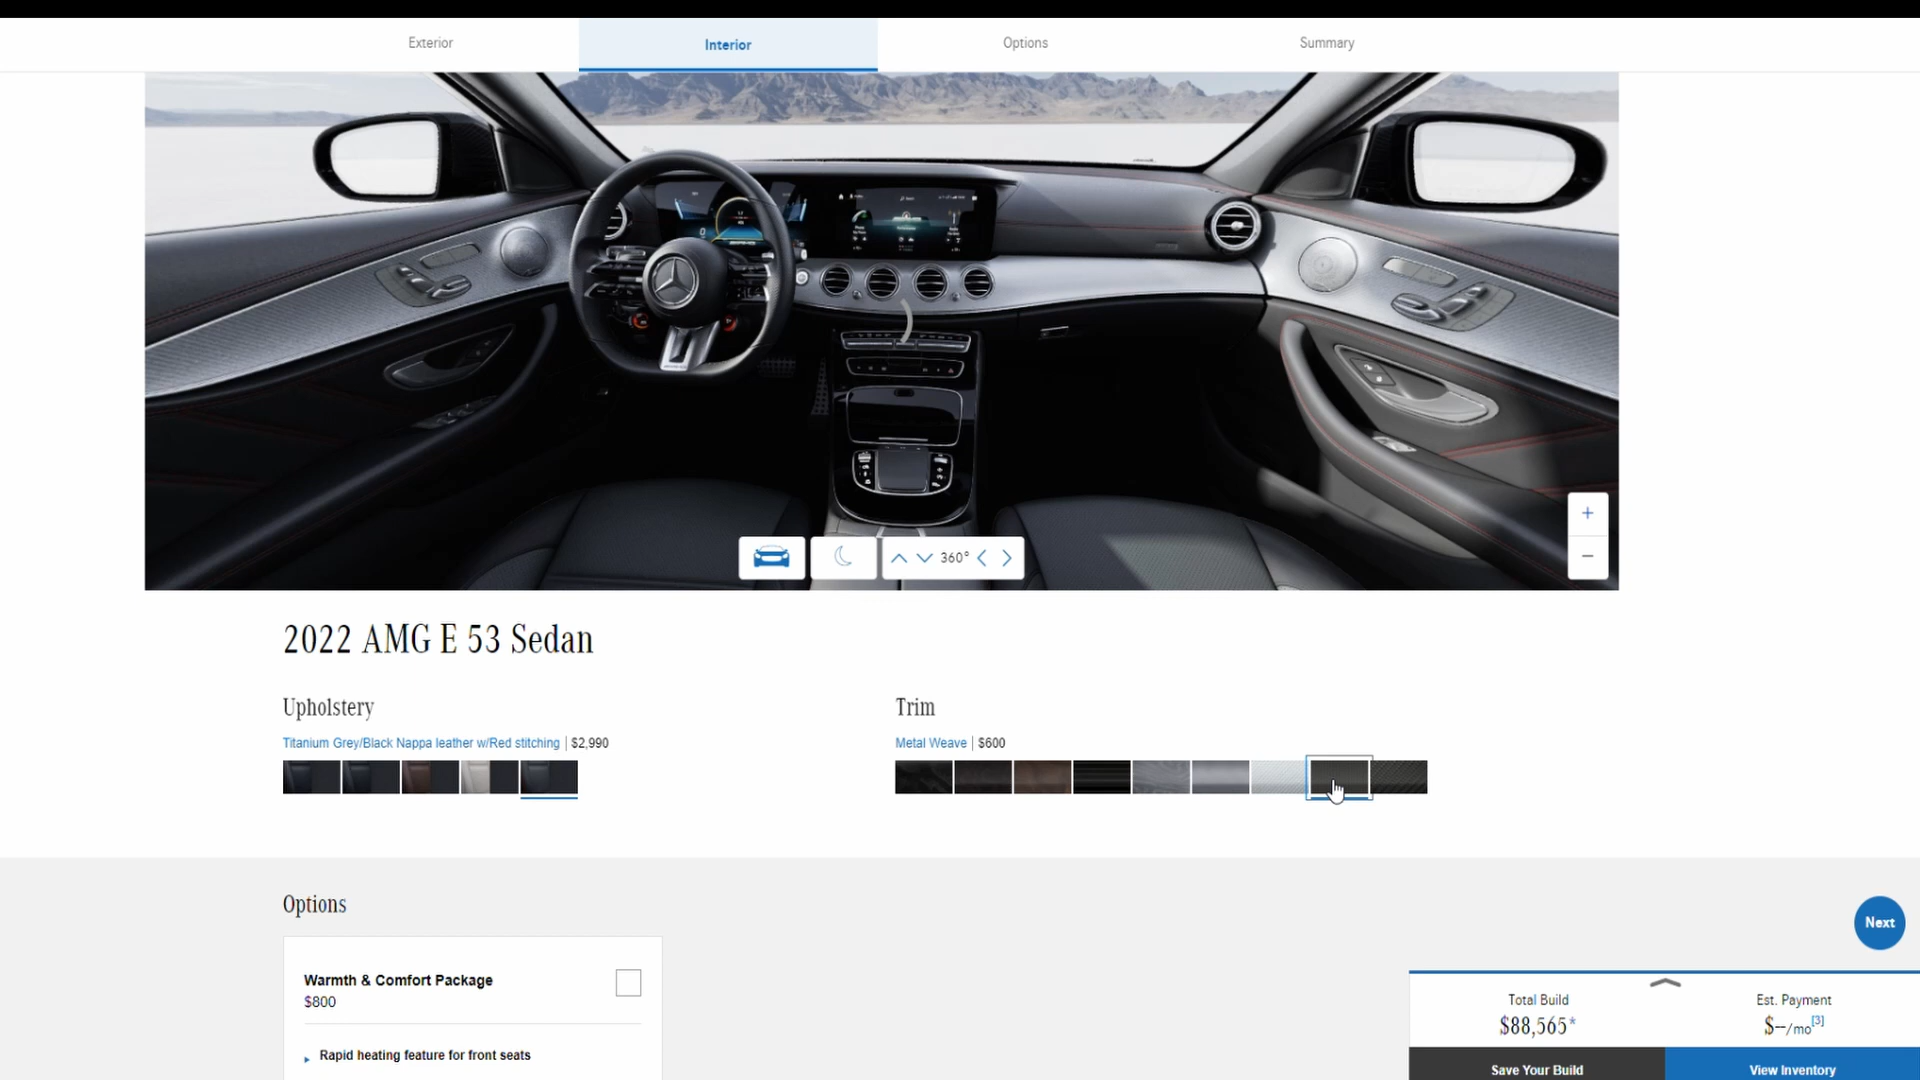 Exterior
Interior
Options
Summary
360°
2022 AMG E 53 Sedan
Upholstery
Titanium Grey/Black Nappa leather w/Red stitching | $2,990
Trim
Metal Weave | $600
Options
Warmth & Comfort Package
$800
Rapid heating feature for front seats
Next
Total Build
$88,565*
Est. Payment
$--/mo[3]
Save Your Build
View Inventory